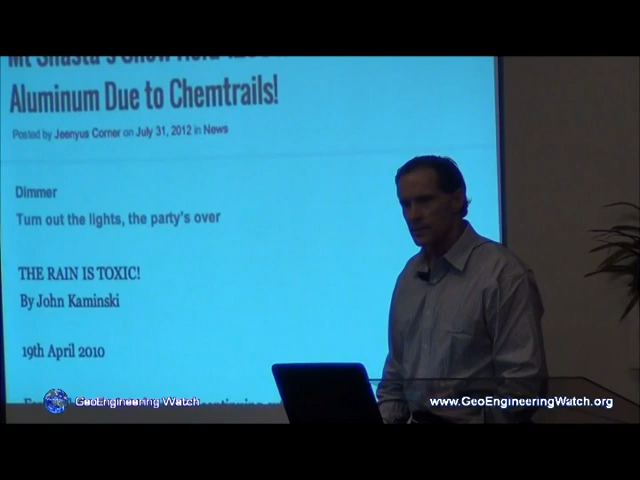 Aluminum Due to Chemtrails!
Posted by Jeenyus Corner on July 31, 2012 in News
Dimmer
Turn out the lights, the party's over
THE RAIN IS TOXIC!
By John Kaminski
19th April 2010
GeoEngineering Watch
www.GeoEngineeringWatch.org